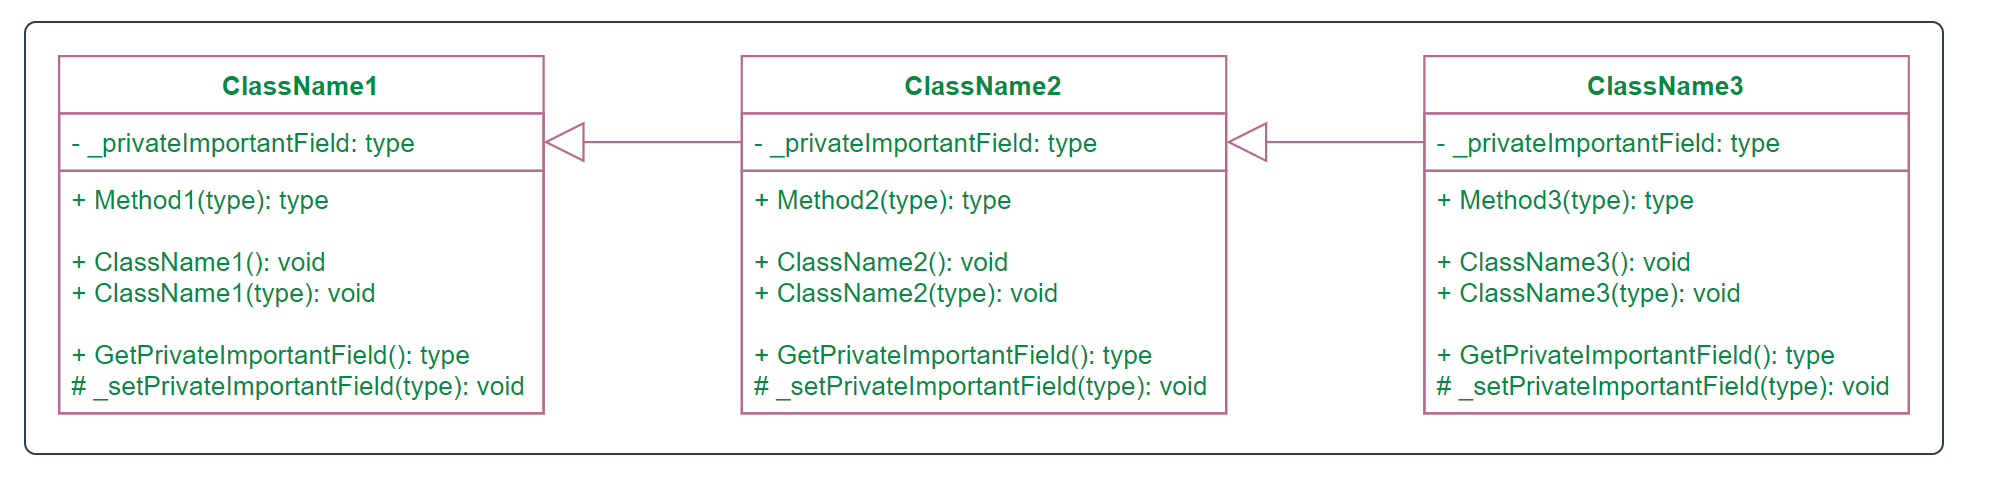 ClassName1
- _privateImportantField: type
+ Method1(type): type
+ ClassName1(): void
+ ClassName1(type): void
+ GetPrivateImportantField(): type
# _setPrivateImportantField(type): void
ClassName2
- _privateImportantField: type
+ Method2(type): type
+ ClassName2(): void
+ ClassName2(type): void
+ GetPrivateImportantField(): type
# _setPrivateImportantField(type): void
ClassName3
- _privateImportantField: type
+ Method3(type): type
+ ClassName3(): void
+ ClassName3(type): void
+ GetPrivateImportantField(): type
# _setPrivateImportantField(type): void